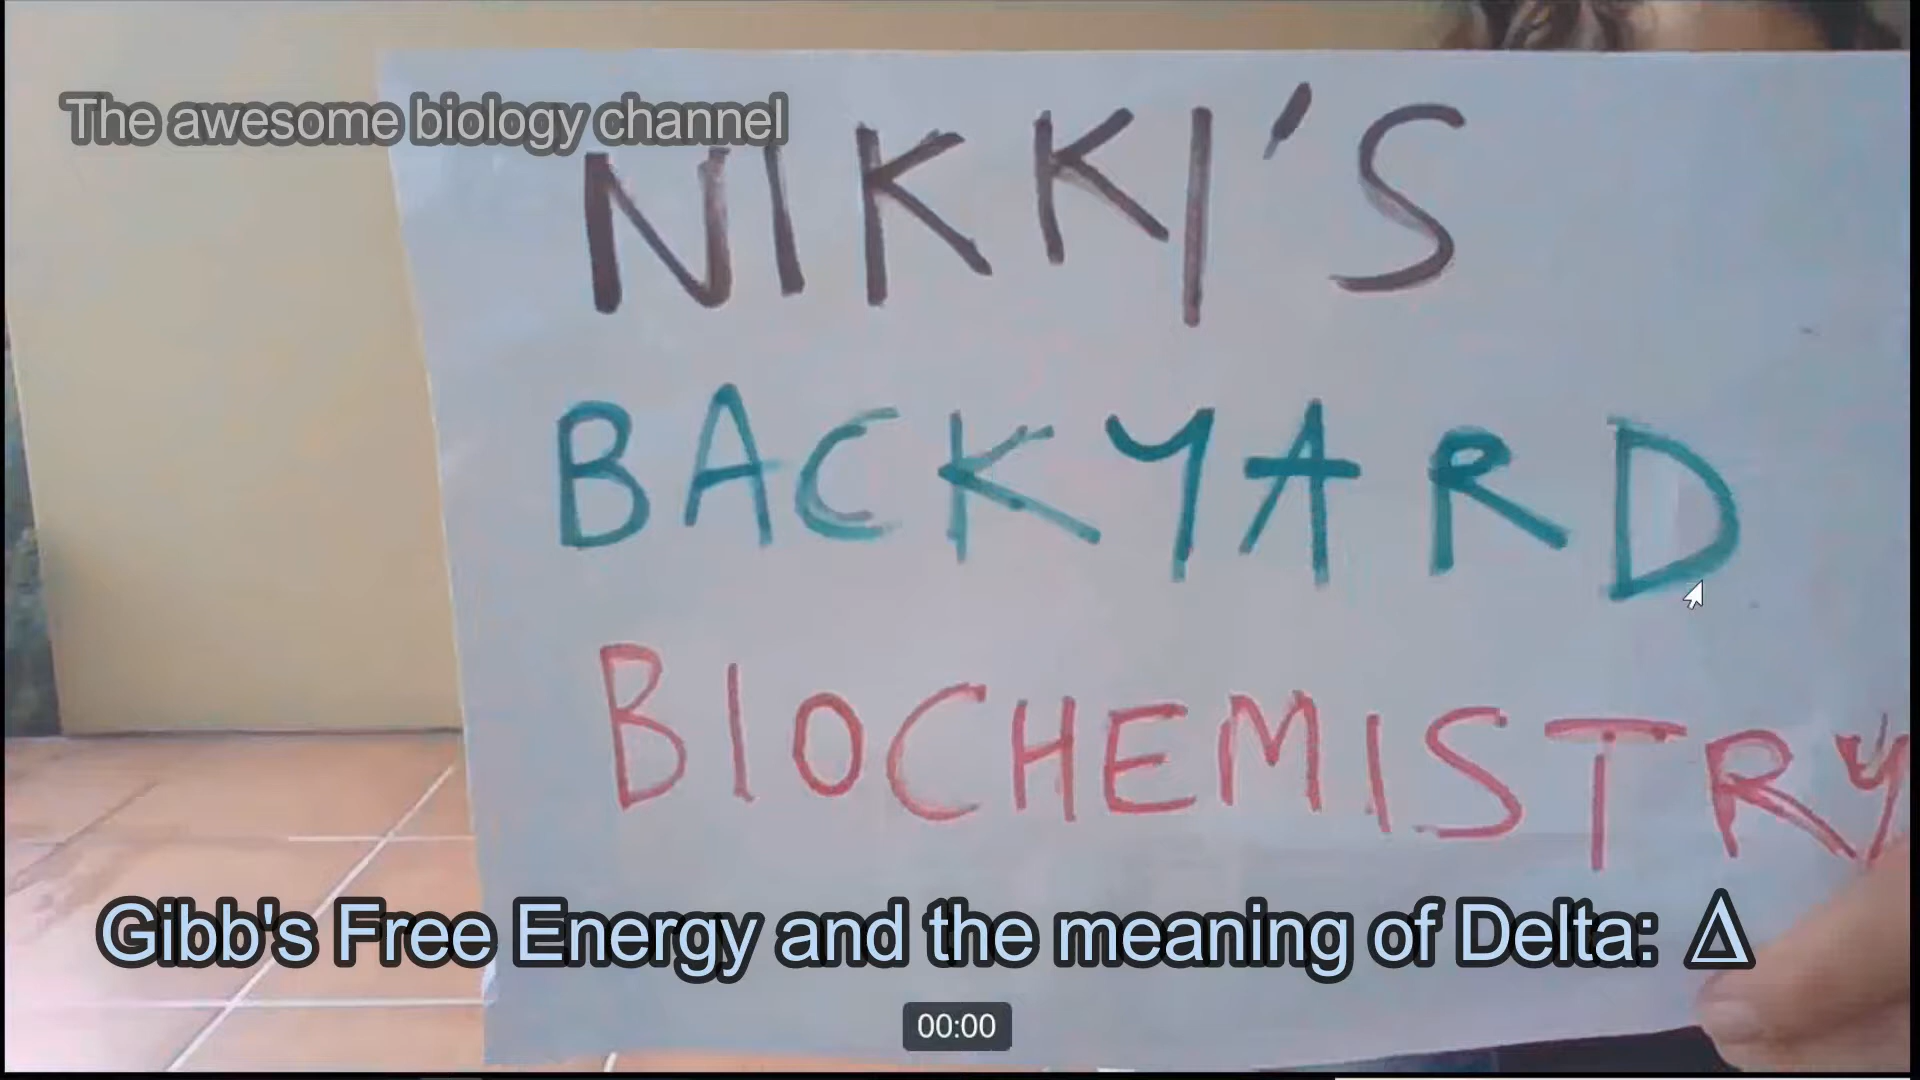 The awesome biology channel
NIKKI'S
BACKYARD
BIOCHEMISTRY
Gibb's Free Energy and the meaning of Delta: Δ
00:00